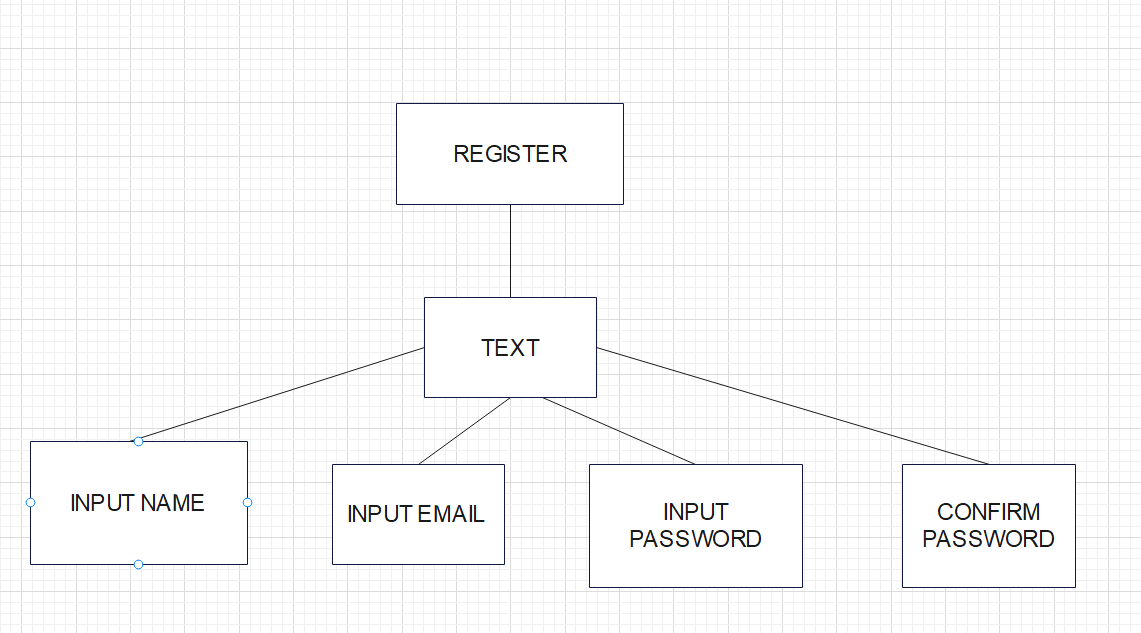 REGISTER
TEXT
INPUT NAME
INPUT EMAIL
INPUT
PASSWORD
CONFIRM
PASSWORD